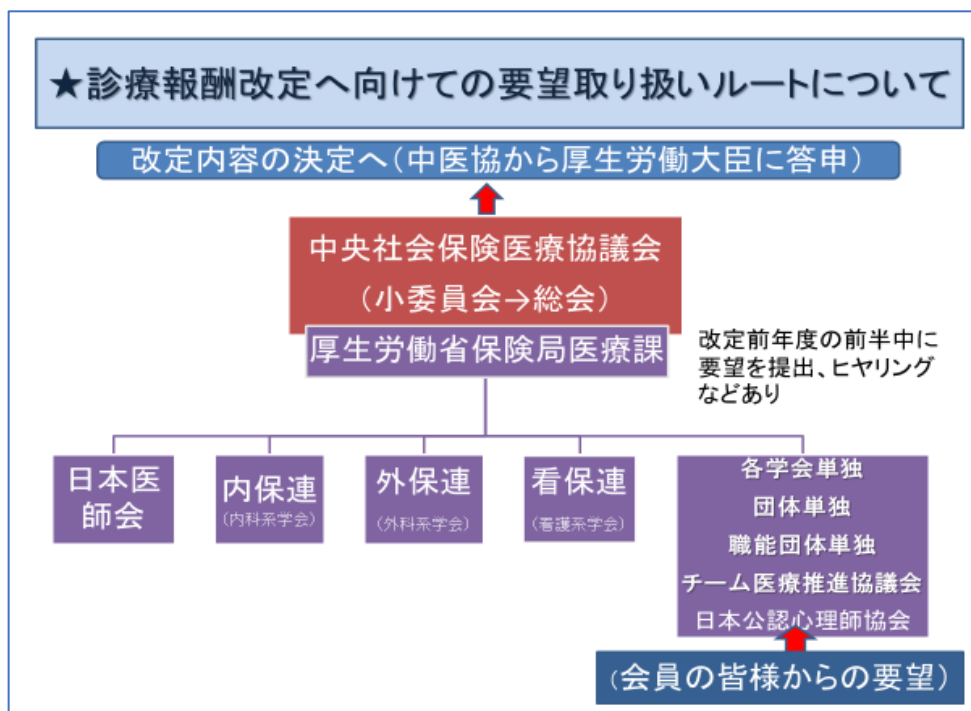 ★診療報酬改定へ向けての要望取り扱いルートについて
改定内容の決定へ(中医協から厚生労働大臣に答申)
中央社会保険医療協議会
(小委員会→総会)
厚生労働省保険局医療課
改定前年度の前半中に
要望を提出、ヒヤリング
などあり
日本医
師会
内保連
(内科系学会)
外保連
(外科系学会)
看保連
(看護系学会)
各学会単独
団体単独
職能団体単独
チーム医療推進協議会
日本公認心理師協会
(会員の皆様からの要望)